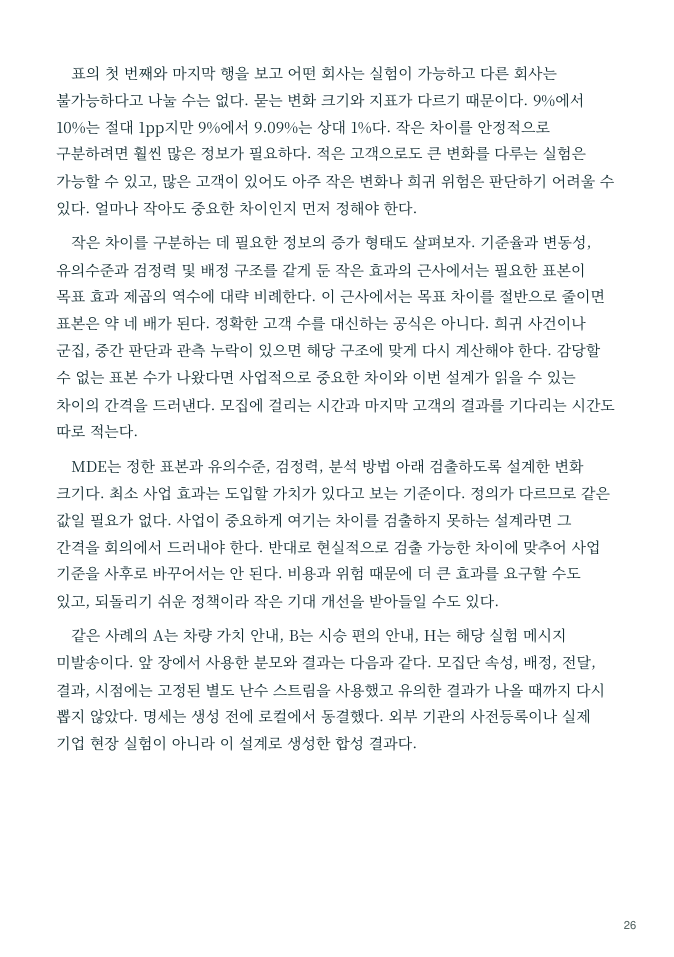 표의 첫 번째와 마지막 행을 보고 어떤 회사는 실험이 가능하고 다른 회사는
불가능하다고 나눌 수는 없다. 묻는 변화 크기와 지표가 다르기 때문이다. 9%에서
10%는 절대 1pp지만 9%에서 9.09%는 상대 1%다. 작은 차이를 안정적으로
구분하려면 훨씬 많은 정보가 필요하다. 적은 고객으로도 큰 변화를 다루는 실험은
가능할 수 있고, 많은 고객이 있어도 아주 작은 변화나 희귀 위험은 판단하기 어려울 수
있다. 얼마나 작아도 중요한 차이인지 먼저 정해야 한다.
작은 차이를 구분하는 데 필요한 정보의 증가 형태도 살펴보자. 기준율과 변동성,
유의수준과 검정력 및 배정 구조를 같게 둔 작은 효과의 근사에서는 필요한 표본이
목표 효과 제곱의 역수에 대략 비례한다. 이 근사에서는 목표 차이를 절반으로 줄이면
표본은 약 네 배가 된다. 정확한 고객 수를 대신하는 공식은 아니다. 희귀 사건이나
군집, 중간 판단과 관측 누락이 있으면 해당 구조에 맞게 다시 계산해야 한다. 감당할
수 없는 표본 수가 나왔다면 사업적으로 중요한 차이와 이번 설계가 읽을 수 있는
차이의 간격을 드러낸다. 모집에 걸리는 시간과 마지막 고객의 결과를 기다리는 시간도
따로 적는다.
MDE는 정한 표본과 유의수준, 검정력, 분석 방법 아래 검출하도록 설계한 변화
크기다. 최소 사업 효과는 도입할 가치가 있다고 보는 기준이다. 정의가 다르므로 같은
값일 필요가 없다. 사업이 중요하게 여기는 차이를 검출하지 못하는 설계라면 그
간격을 회의에서 드러내야 한다. 반대로 현실적으로 검출 가능한 차이에 맞추어 사업
기준을 사후로 바꾸어서는 안 된다. 비용과 위험 때문에 더 큰 효과를 요구할 수도
있고, 되돌리기 쉬운 정책이라 작은 기대 개선을 받아들일 수도 있다.
같은 사례의 A는 차량 가치 안내, B는 시승 편의 안내, H는 해당 실험 메시지
미발송이다. 앞 장에서 사용한 분모와 결과는 다음과 같다. 모집단 속성, 배정, 전달,
결과, 시점에는 고정된 별도 난수 스트림을 사용했고 유의한 결과가 나올 때까지 다시
뽑지 않았다. 명세는 생성 전에 로컬에서 동결했다. 외부 기관의 사전등록이나 실제
기업 현장 실험이 아니라 이 설계로 생성한 합성 결과다.
26